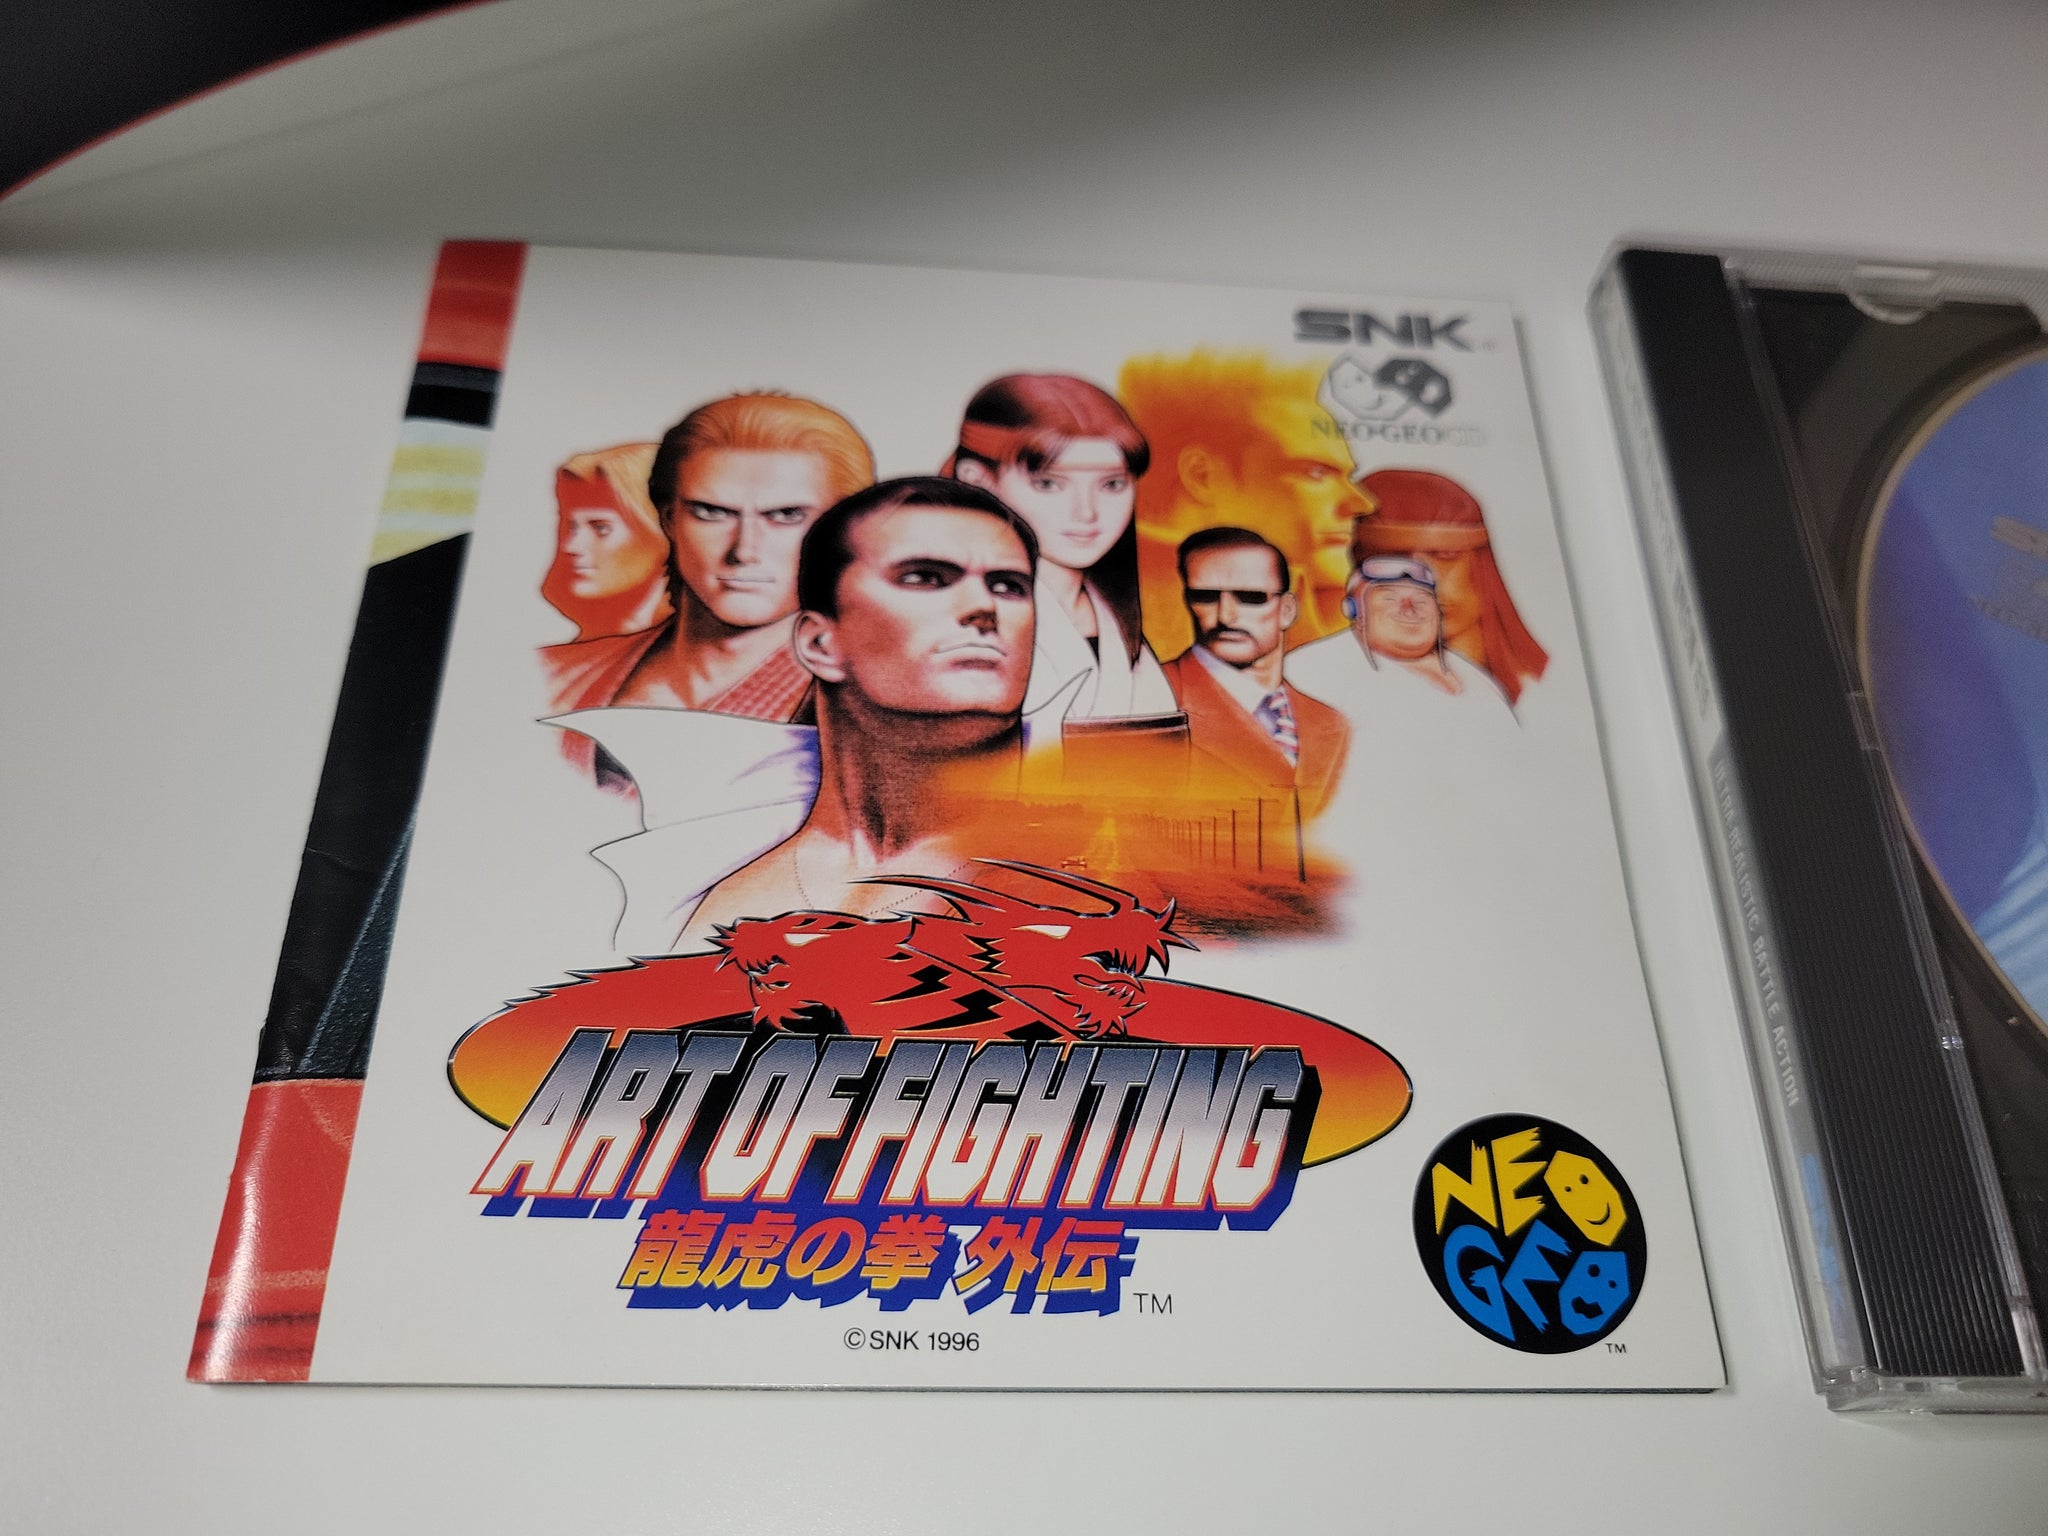 SNK
NEO·GEO CD
ART OF FIGHTING
龍虎の拳 外伝
TM
©SNK 1996
NEO
GEO
TM
ULTRA REALISTIC BATTLE ACTION